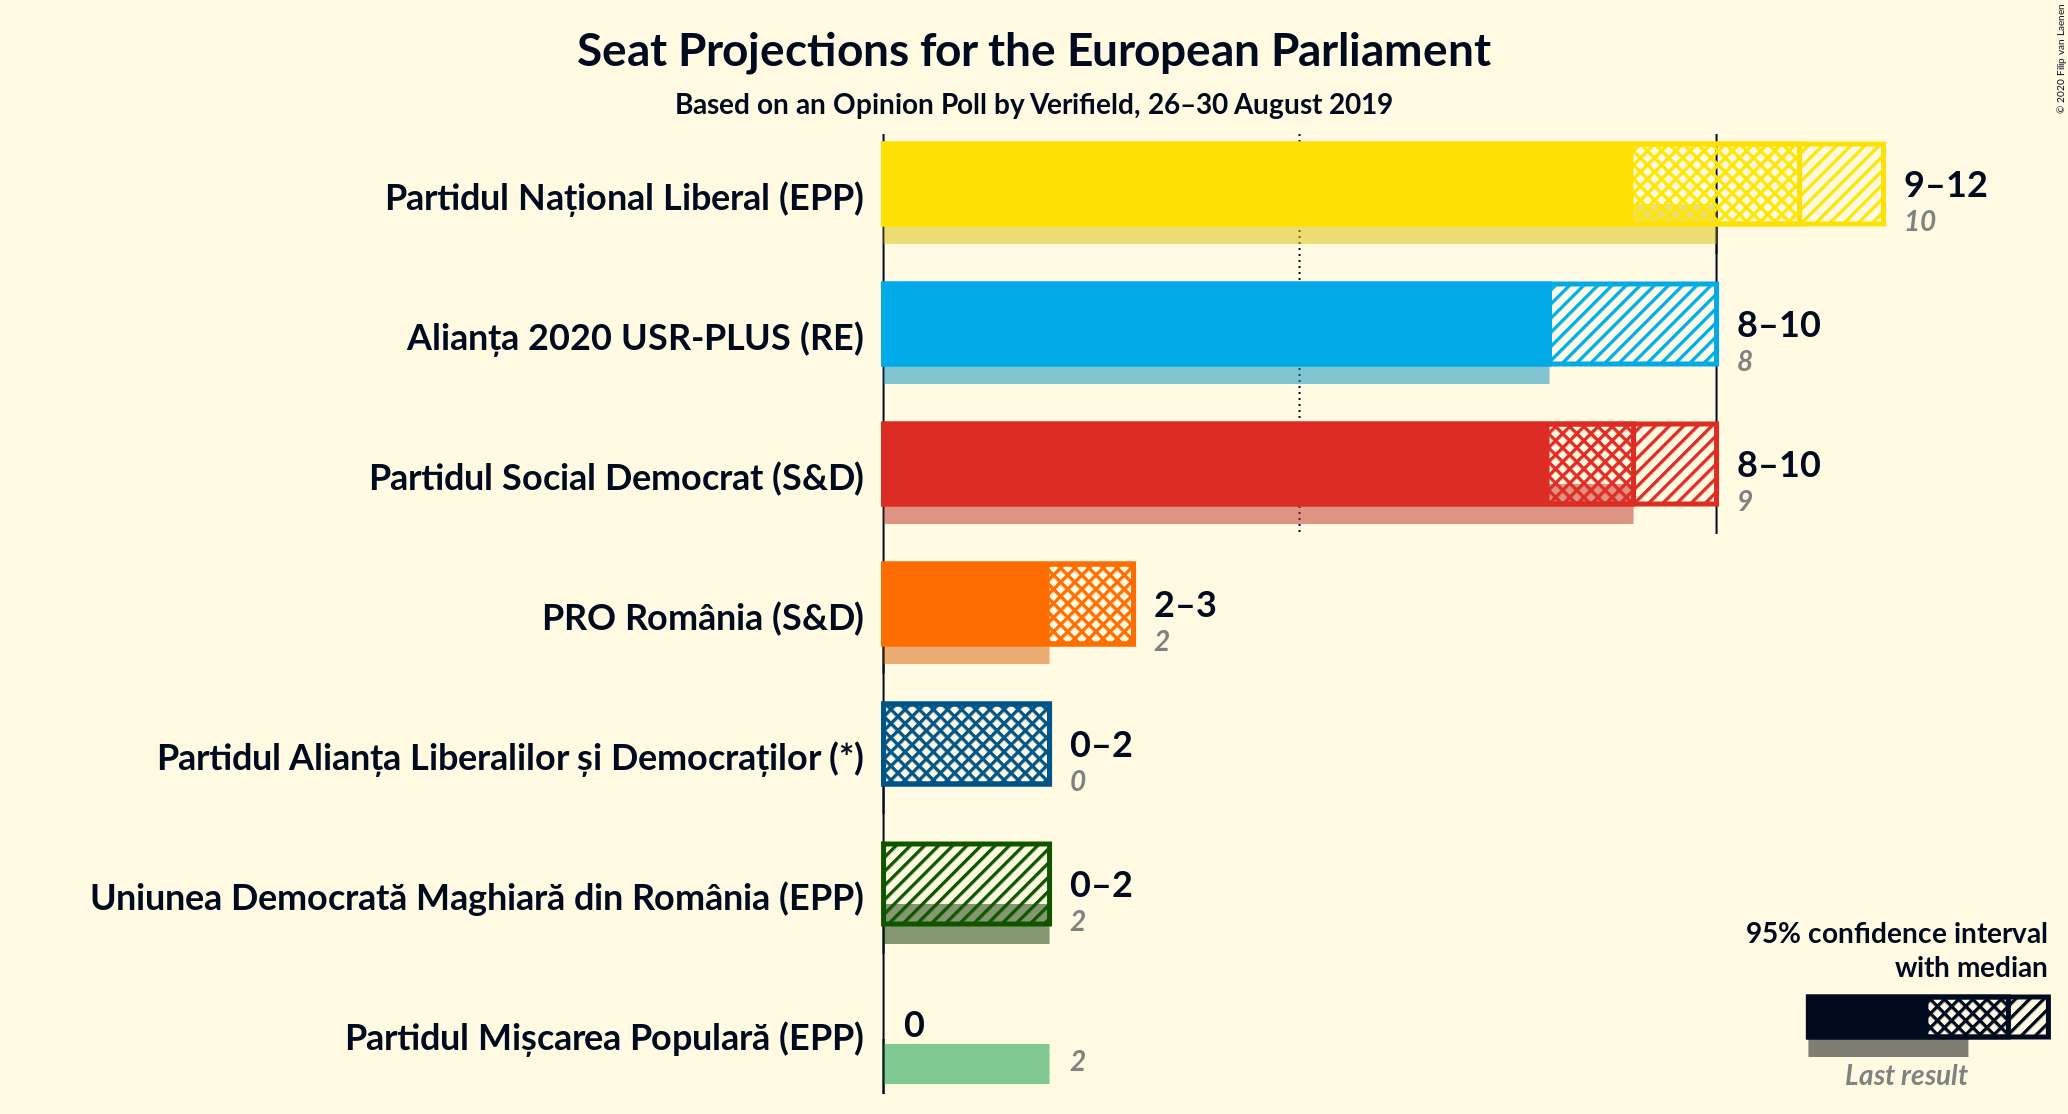 Seat Projections for the European Parliament
Based on an Opinion Poll by Verifield, 26–30 August 2019
© 2020 Filip van Laenen
Partidul Național Liberal (EPP)
9–12
10
Alianța 2020 USR-PLUS (RE)
8–10
8
Partidul Social Democrat (S&D)
8–10
9
PRO România (S&D)
2–3
2
Partidul Alianța Liberalilor și Democraților (*)
0–2
0
Uniunea Democrată Maghiară din România (EPP)
0–2
2
Partidul Mișcarea Populară (EPP)
0
2
95% confidence interval
with median
Last result